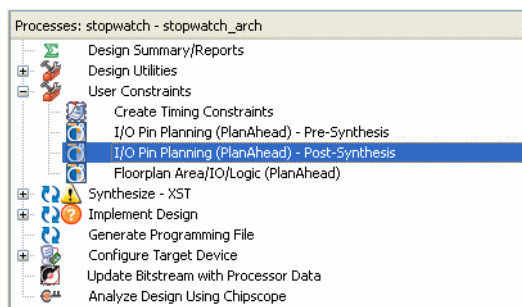 Processes: stopwatch - stopwatch_arch
Design Summary/Reports
Design Utilities
User Constraints
Create Timing Constraints
I/O Pin Planning (PlanAhead) - Pre-Synthesis
I/O Pin Planning (PlanAhead) - Post-Synthesis
Floorplan Area/IO/Logic (PlanAhead)
Synthesize - XST
Implement Design
Generate Programming File
Configure Target Device
Update Bitstream with Processor Data
Analyze Design Using Chipscope